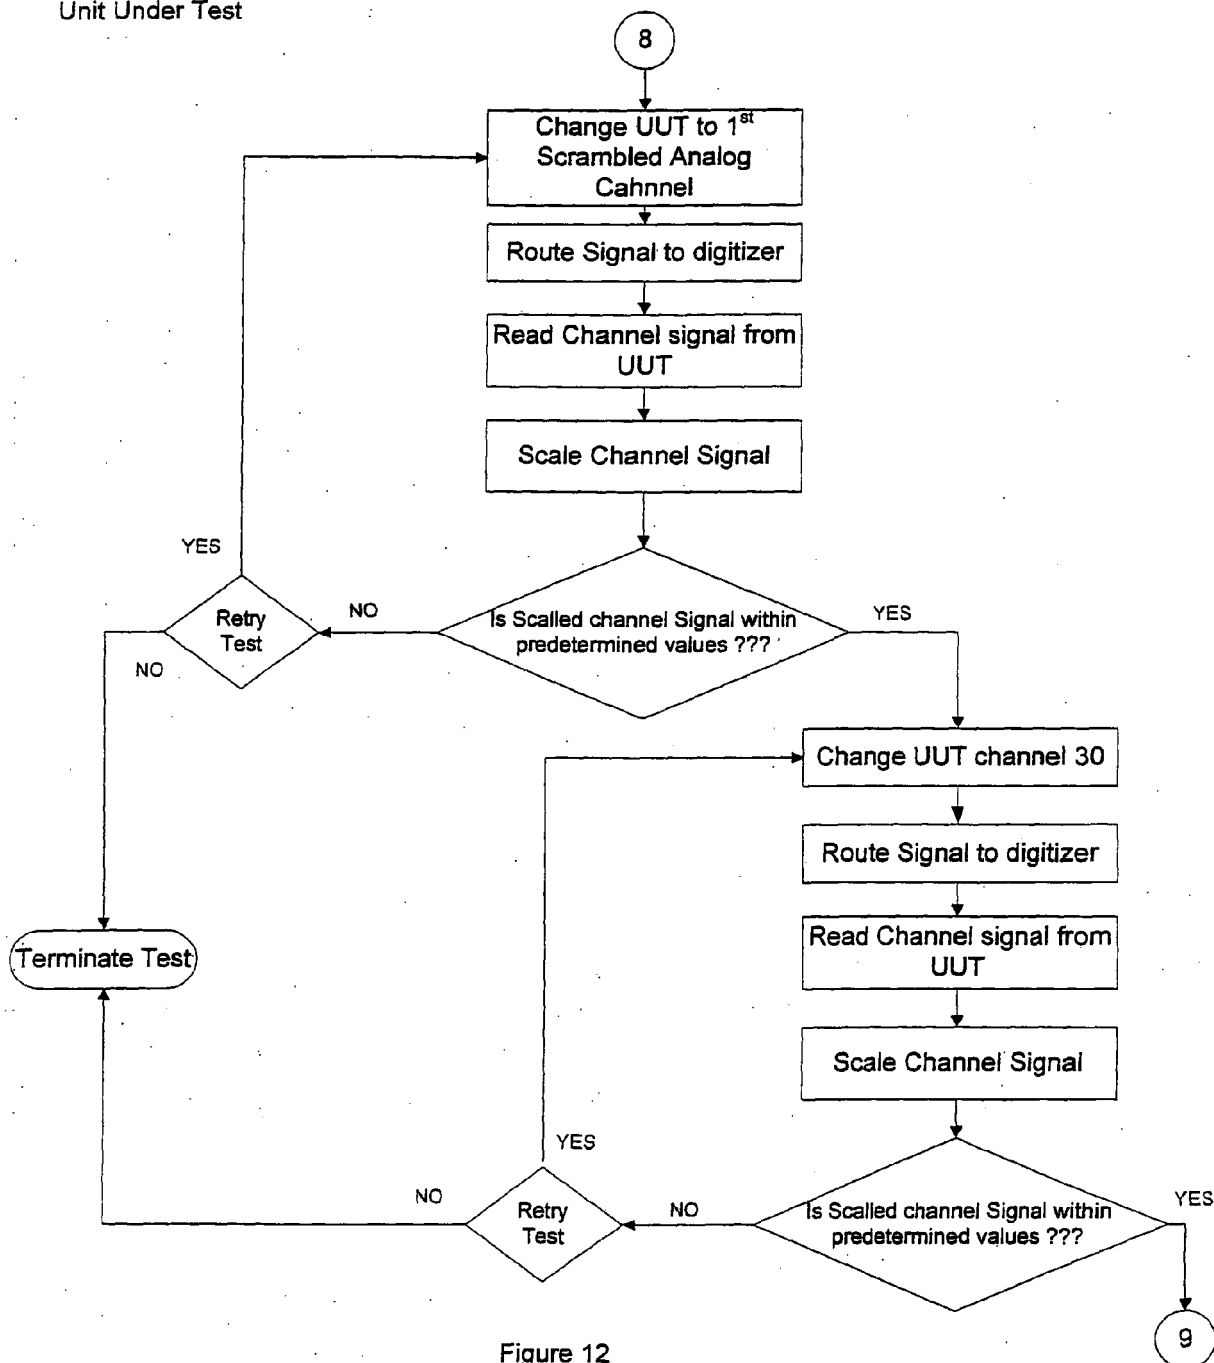 Unit Under Test
8
Change UUT to 1st
Scrambled Analog
Cahnnel
Route Signal to digitizer
Read Channel signal from
UUT
Scale Channel Signal
YES
Retry
Test
NO
NO
Is Scalled channel Signal within
predetermined values ???
YES
Change UUT channel 30
Route Signal to digitizer
Read Channel signal from
UUT
Terminate Test
Scale Channel Signal
YES
NO
Retry
Test
NO
Is Scalled channel Signal within
predetermined values ???
YES
9
Figure 12